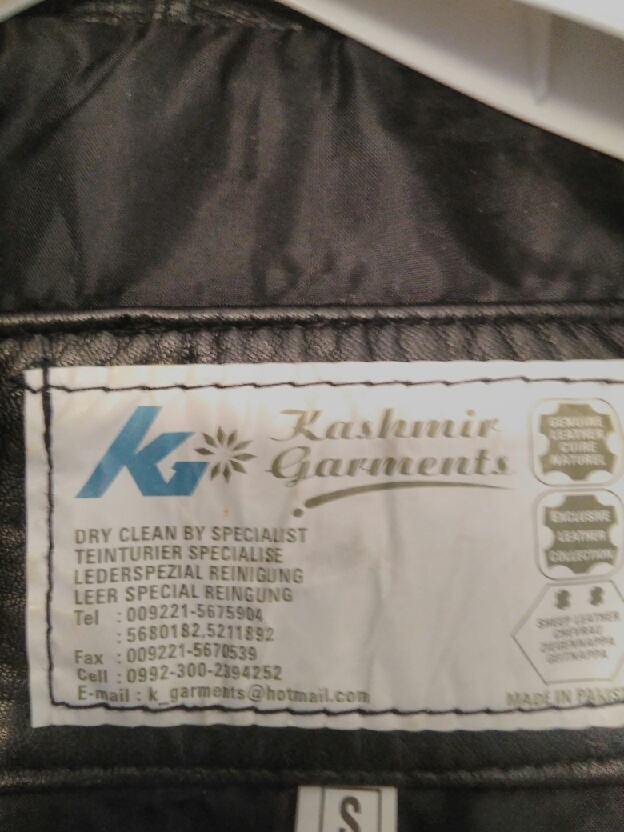 KG
Kashmir
Garments
DRY CLEAN BY SPECIALIST
TEINTURIER SPECIALISE
LEDERSPEZIAL REINIGUNG
LEER SPECIAL REINGUNG
Tel : 009221-5675904
: 5680182,5211892
Fax : 009221-5670539
Cell : 0992-300-2394252
E-mail : k_garments@hotmail.com
GENUINE
LEATHER
CUIRE
NATUREL
EXCLUSIVE
LEATHER
COLLECTION
SHEEP LEATHER
MADE IN PAKIS
S